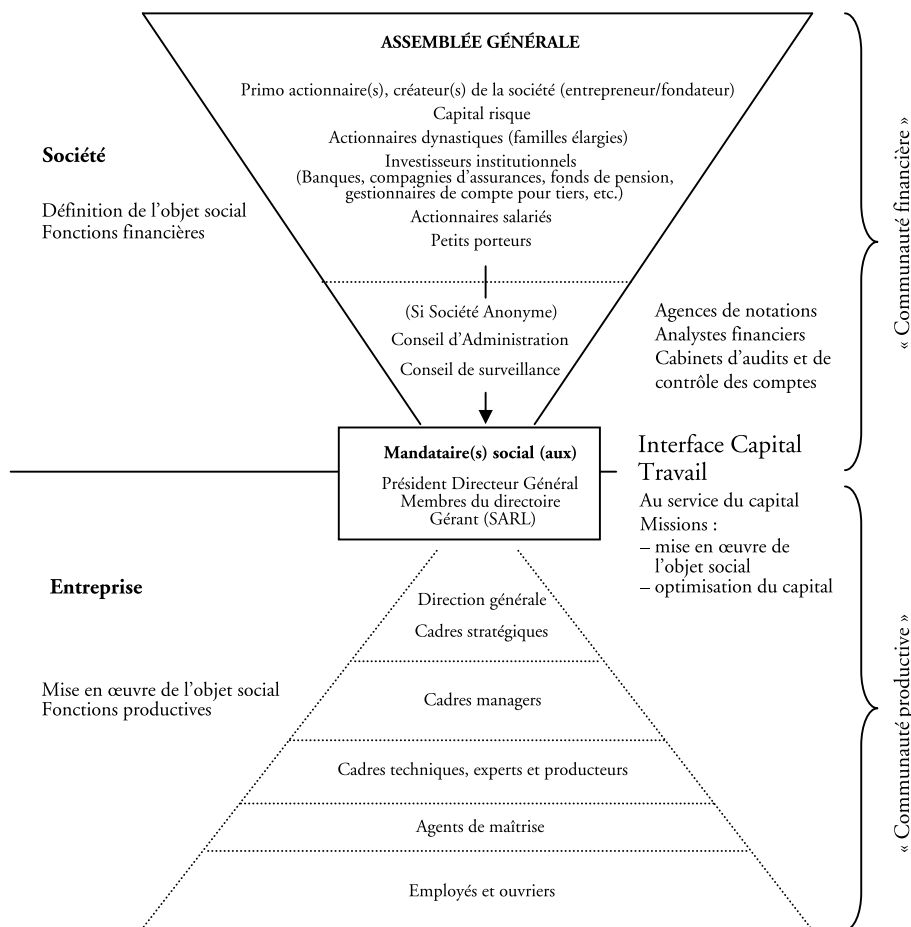 ASSEMBLÉE GÉNÉRALE
Primo actionnaire(s), créateur(s) de la société (entrepreneur/fondateur)
Capital risque
Actionnaires dynastiques (familles élargies)
Investisseurs institutionnels
(Banques, compagnies d'assurances, fonds de pension,
gestionnaires de compte pour tiers, etc.)
Actionnaires salariés
Petits porteurs
Société
Définition de l'objet social
Fonctions financières
(Si Société Anonyme)
Conseil d'Administration
Conseil de surveillance
Agences de notations
Analystes financiers
Cabinets d'audits et de
contrôle des comptes
« Communauté financière »
Mandataire(s) social (aux)
Président Directeur Général
Membres du directoire
Gérant (SARL)
Interface Capital
Travail
Au service du capital
Missions :
– mise en œuvre de
l'objet social
– optimisation du capital
Entreprise
Mise en œuvre de l'objet social
Fonctions productives
Direction générale
Cadres stratégiques
Cadres managers
Cadres techniques, experts et producteurs
Agents de maîtrise
Employés et ouvriers
« Communauté productive »